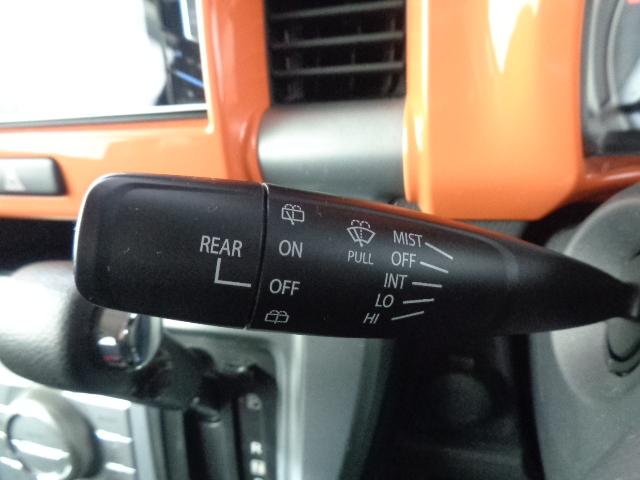 REAR
ON
OFF
PULL
MIST
OFF
INT
LO
HI
R